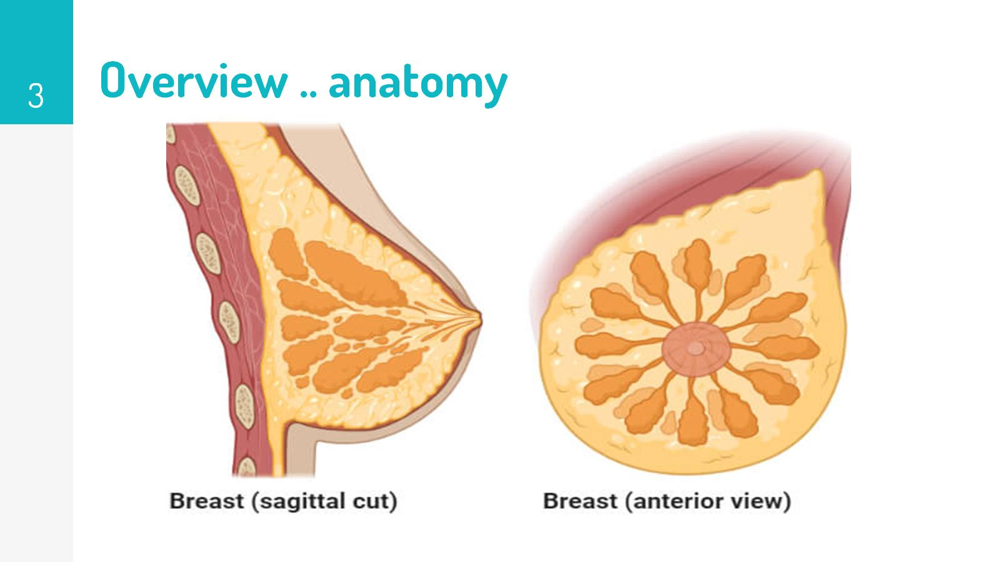 3
Overview .. anatomy
Breast (sagittal cut)
Breast (anterior view)